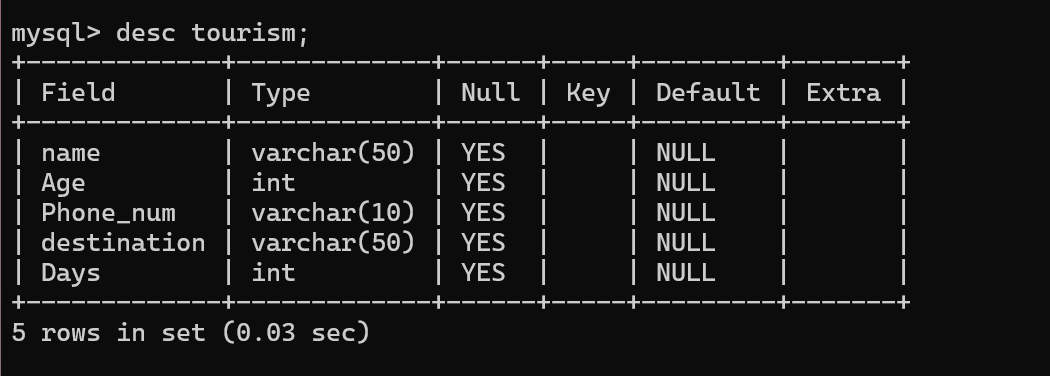 mysql> desc tourism;
+-------------+-------------+------+-----+---------+-------+
| Field       | Type        | Null | Key | Default | Extra |
+-------------+-------------+------+-----+---------+-------+
| name        | varchar(50) | YES  |     | NULL    |       |
| Age         | int         | YES  |     | NULL    |       |
| Phone_num   | varchar(10) | YES  |     | NULL    |       |
| destination | varchar(50) | YES  |     | NULL    |       |
| Days        | int         | YES  |     | NULL    |       |
+-------------+-------------+------+-----+---------+-------+
5 rows in set (0.03 sec)